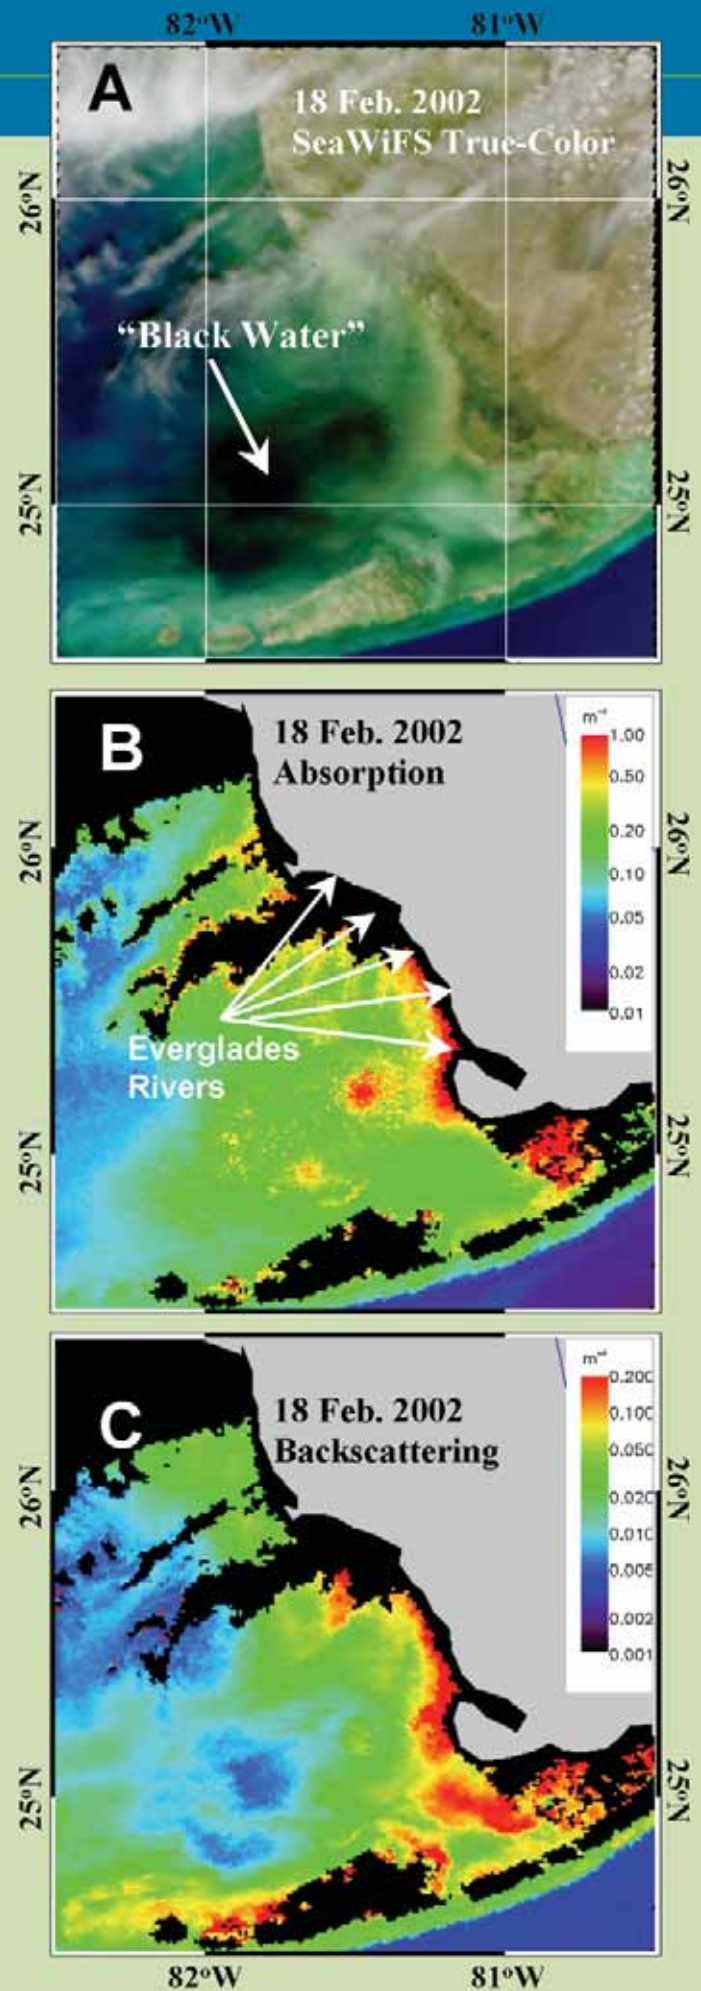 82°W 81°W
A
18 Feb. 2002
SeaWiFS True-Color
26°N 26°N
“Black Water”
25°N 25°N
B
18 Feb. 2002
Absorption
m⁻¹
1.00
0.50
0.20
0.10
0.05
0.02
0.01
26°N 26°N
Everglades
Rivers
25°N 25°N
C
18 Feb. 2002
Backscattering
m⁻¹
0.200
0.100
0.050
0.020
0.010
0.005
0.002
0.001
26°N 26°N
25°N 25°N
82°W 81°W